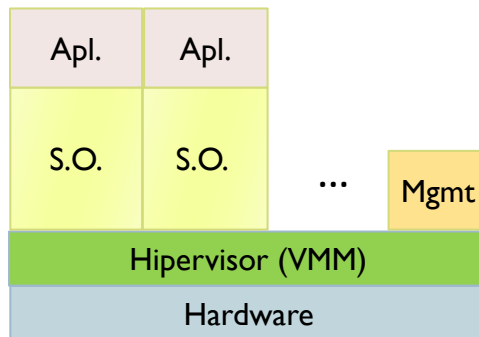 Apl. Apl.
S.O. S.O.
... Mgmt
Hipervisor (VMM)
Hardware